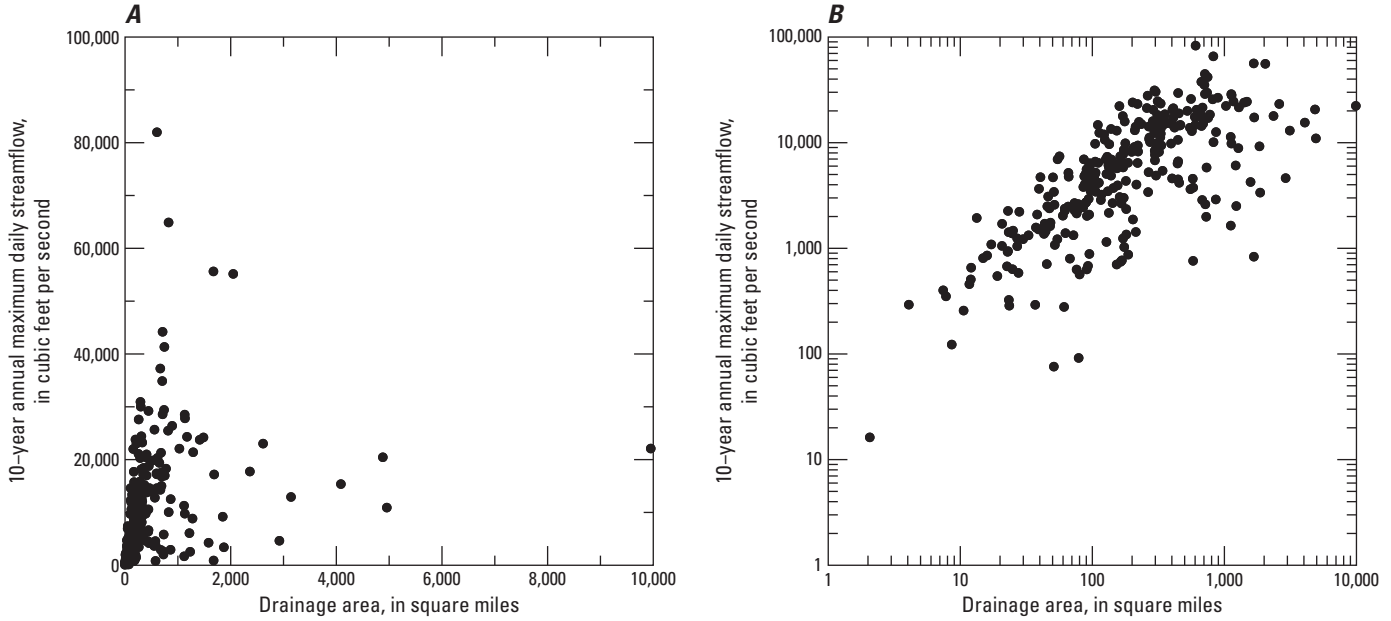 A
10–year annual maximum daily streamflow,
in cubic feet per second
100,000
80,000
60,000
40,000
20,000
0
0 2,000 4,000 6,000 8,000 10,000
Drainage area, in square miles
B
10–year annual maximum daily streamflow,
in cubic feet per second
100,000
10,000
1,000
100
10
1
1 10 100 1,000 10,000
Drainage area, in square miles